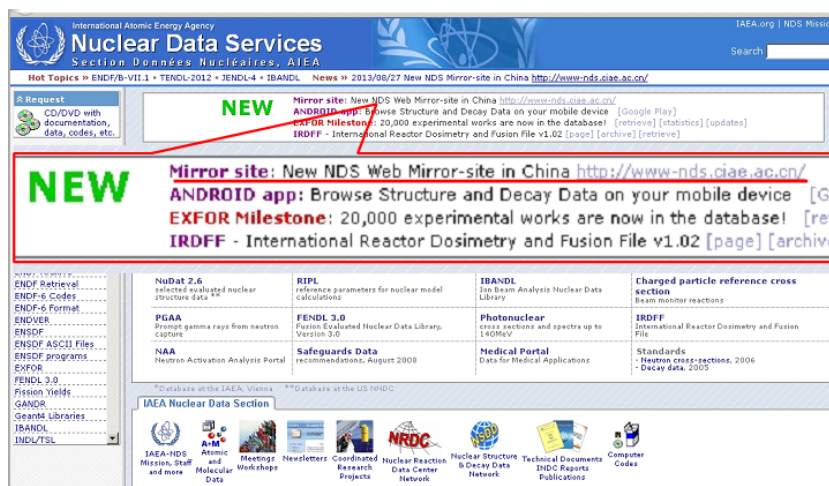 International Atomic Energy Agency
Nuclear Data Services
Section Données Nucléaires, AIEA
IAEA.org | NDS Missio
Search
Hot Topics » ENDF/B-VII.1 • TENDL-2012 • JENDL-4 • IBANDL News » 2013/08/27 New NDS Mirror-site in China http://www-nds.ciae.ac.cn/
Request
CD/DVD with
documentation,
data, codes, etc.
NEW
Mirror site: New NDS Web Mirror-site in China http://www-nds.ciae.ac.cn/
ANDROID app: Browse Structure and Decay Data on your mobile device [Google Play]
EXFOR Milestone: 20,000 experimental works are now in the database! [retrieve] [statistics] [updates]
IRDFF - International Reactor Dosimetry and Fusion File v1.02 [page] [archive] [retrieve]
NEW
Mirror site: New NDS Web Mirror-site in China http://www-nds.ciae.ac.cn/
ANDROID app: Browse Structure and Decay Data on your mobile device [G
EXFOR Milestone: 20,000 experimental works are now in the database! [ret
IRDFF - International Reactor Dosimetry and Fusion File v1.02 [page] [archive
ENDF Retrieval
ENDF-6 Codes
ENDF-6 Format
ENDVER
ENSDF
ENSDF ASCII Files
ENSDF programs
EXFOR
FENDL 3.0
Fission Yields
GANDR
Geant4 Libraries
IBANDL
INDL/TSL
NuDat 2.6
selected evaluated nuclear
structure data **
RIPL
reference parameters for nuclear model
calculations
IBANDL
Ion Beam Analysis Nuclear Data
Library
Charged particle reference cross
section
Beam monitor reactions
PGAA
Prompt gamma rays from neutron
capture
FENDL 3.0
Fusion Evaluated Nuclear Data Library,
Version 3.0
Photonuclear
cross sections and spectra up to
140MeV
IRDFF
International Reactor Dosimetry and Fusion
File
NAA
Neutron Activation Analysis Portal
Safeguards Data
recommendations, August 2008
Medical Portal
Data for Medical Applications
Standards
- Neutron cross-sections, 2006
- Decay data, 2005
*Database at the IAEA, Vienna **Database at the US NNDC
IAEA Nuclear Data Section
IAEA-NDS
Mission, Staff
and more
A+M
Atomic
and
Molecular
Data
Meetings
Workshops
Newsletters
Coordinated
Research
Projects
NRDC
Nuclear Reaction
Data Center
Network
NSDD
Nuclear Structure
& Decay Data
Network
Technical Documents
INDC Reports
Publications
Computer
Codes